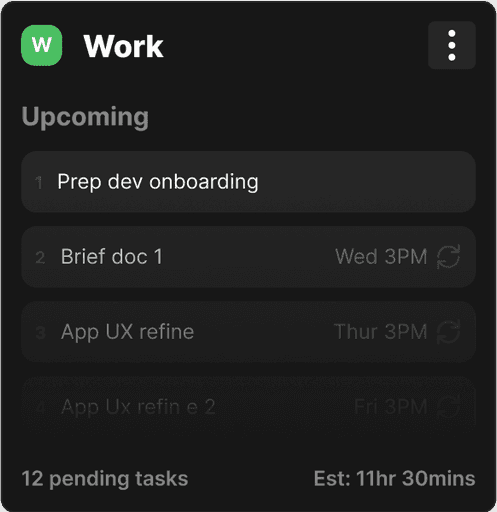 W Work
Upcoming
1 Prep dev onboarding
2 Brief doc 1 Wed 3PM
3 App UX refine Thur 3PM
4 App Ux refin e 2 Fri 3PM
12 pending tasks Est: 11hr 30mins